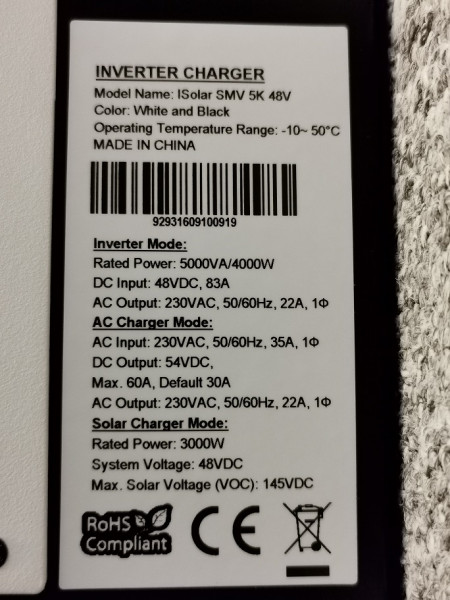 INVERTER CHARGER
Model Name: ISolar SMV 5K 48V
Color: White and Black
Operating Temperature Range: -10~ 50°C
MADE IN CHINA
92931609100919
Inverter Mode:
Rated Power: 5000VA/4000W
DC Input: 48VDC, 83A
AC Output: 230VAC, 50/60Hz, 22A, 1Φ
AC Charger Mode:
AC Input: 230VAC, 50/60Hz, 35A, 1Φ
DC Output: 54VDC,
Max. 60A, Default 30A
AC Output: 230VAC, 50/60Hz, 22A, 1Φ
Solar Charger Mode:
Rated Power: 3000W
System Voltage: 48VDC
Max. Solar Voltage (VOC): 145VDC
RoHS
Compliant
CE